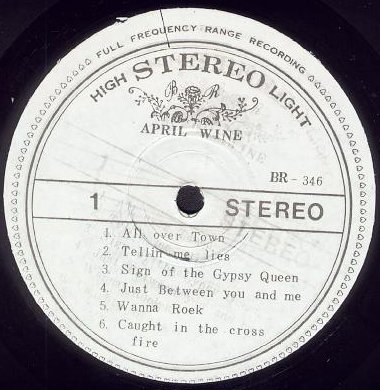 FULL FREQUENCY RANGE RECORDING
HIGH STEREO LIGHT
B R
APRIL WINE
BR - 346
1 STEREO
1. All over Town
2. Tellin me lies
3. Sign of the Gypsy Queen
4. Just Between you and me
5. Wanna Roek
6. Caught in the cross
fire